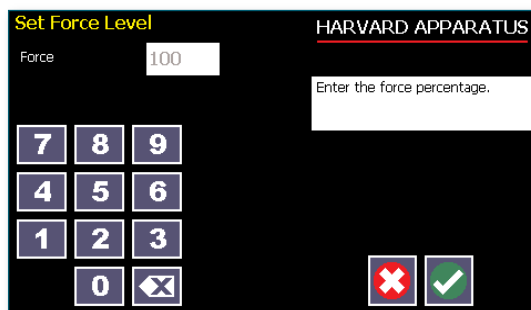 Set Force Level
HARVARD APPARATUS
Force
100
Enter the force percentage.
7 8 9
4 5 6
1 2 3
0